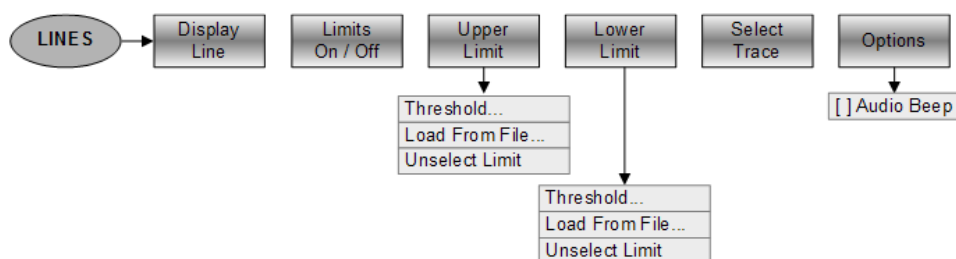 LINES
Display
Line
Limits
On / Off
Upper
Limit
Lower
Limit
Select
Trace
Options
Threshold...
Load From File...
Unselect Limit
Threshold...
Load From File...
Unselect Limit
[ ] Audio Beep